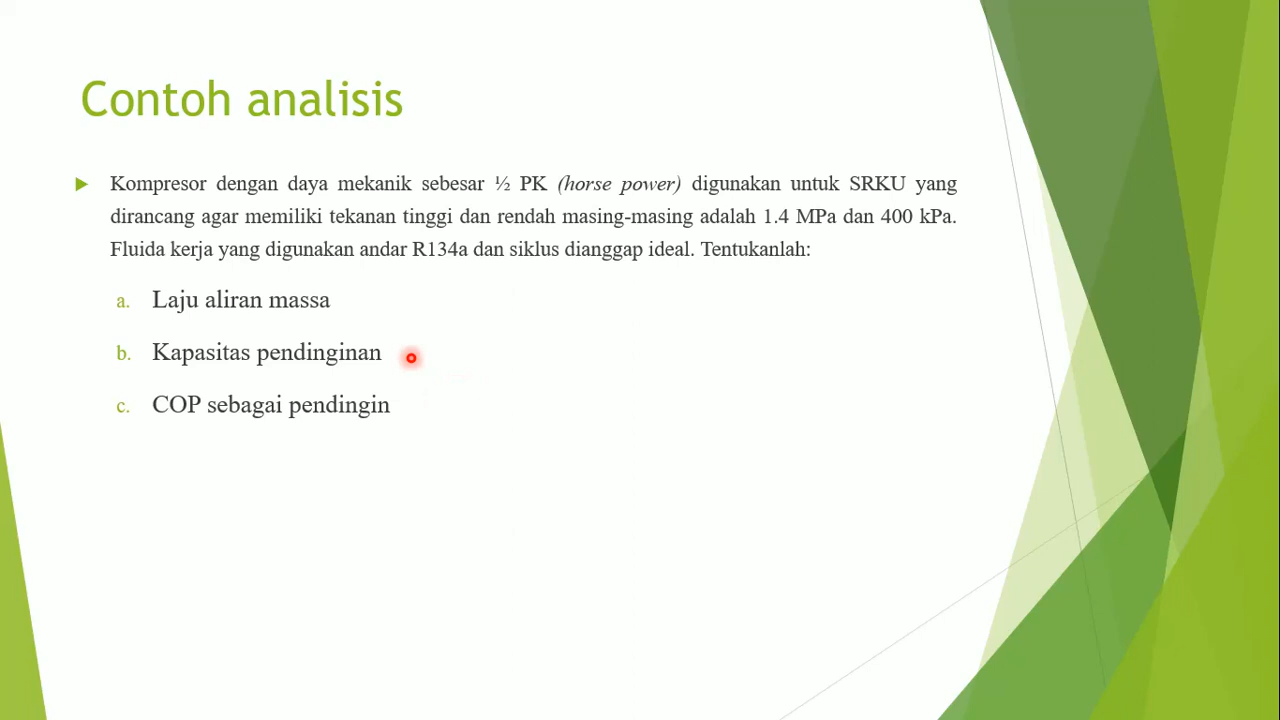 Contoh analisis
Kompresor dengan daya mekanik sebesar ½ PK (horse power) digunakan untuk SRKU yang
dirancang agar memiliki tekanan tinggi dan rendah masing-masing adalah 1.4 MPa dan 400 kPa.
Fluida kerja yang digunakan andar R134a dan siklus dianggap ideal. Tentukanlah:
a. Laju aliran massa
b. Kapasitas pendinginan
c. COP sebagai pendingin